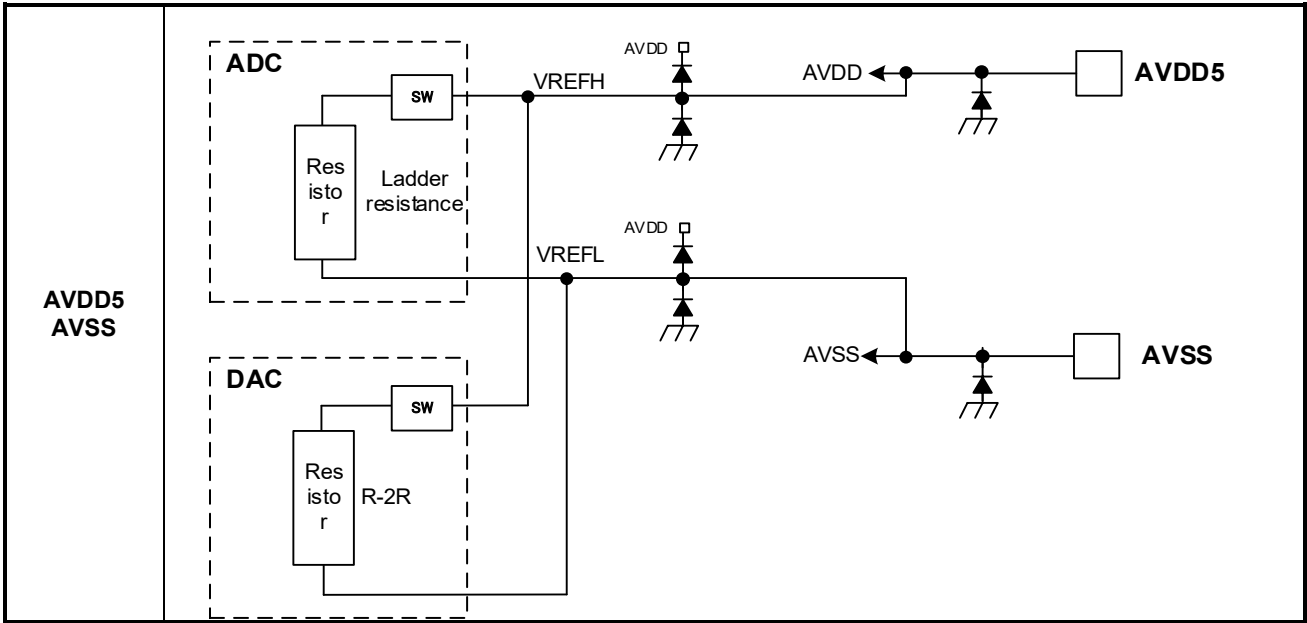 AVDD5
AVSS
ADC
SW
Res
isto
r
Ladder
resistance
VREFH
AVDD
AVDD
AVDD5
VREFL
AVDD
AVSS
AVSS
DAC
SW
Res
isto
r
R-2R